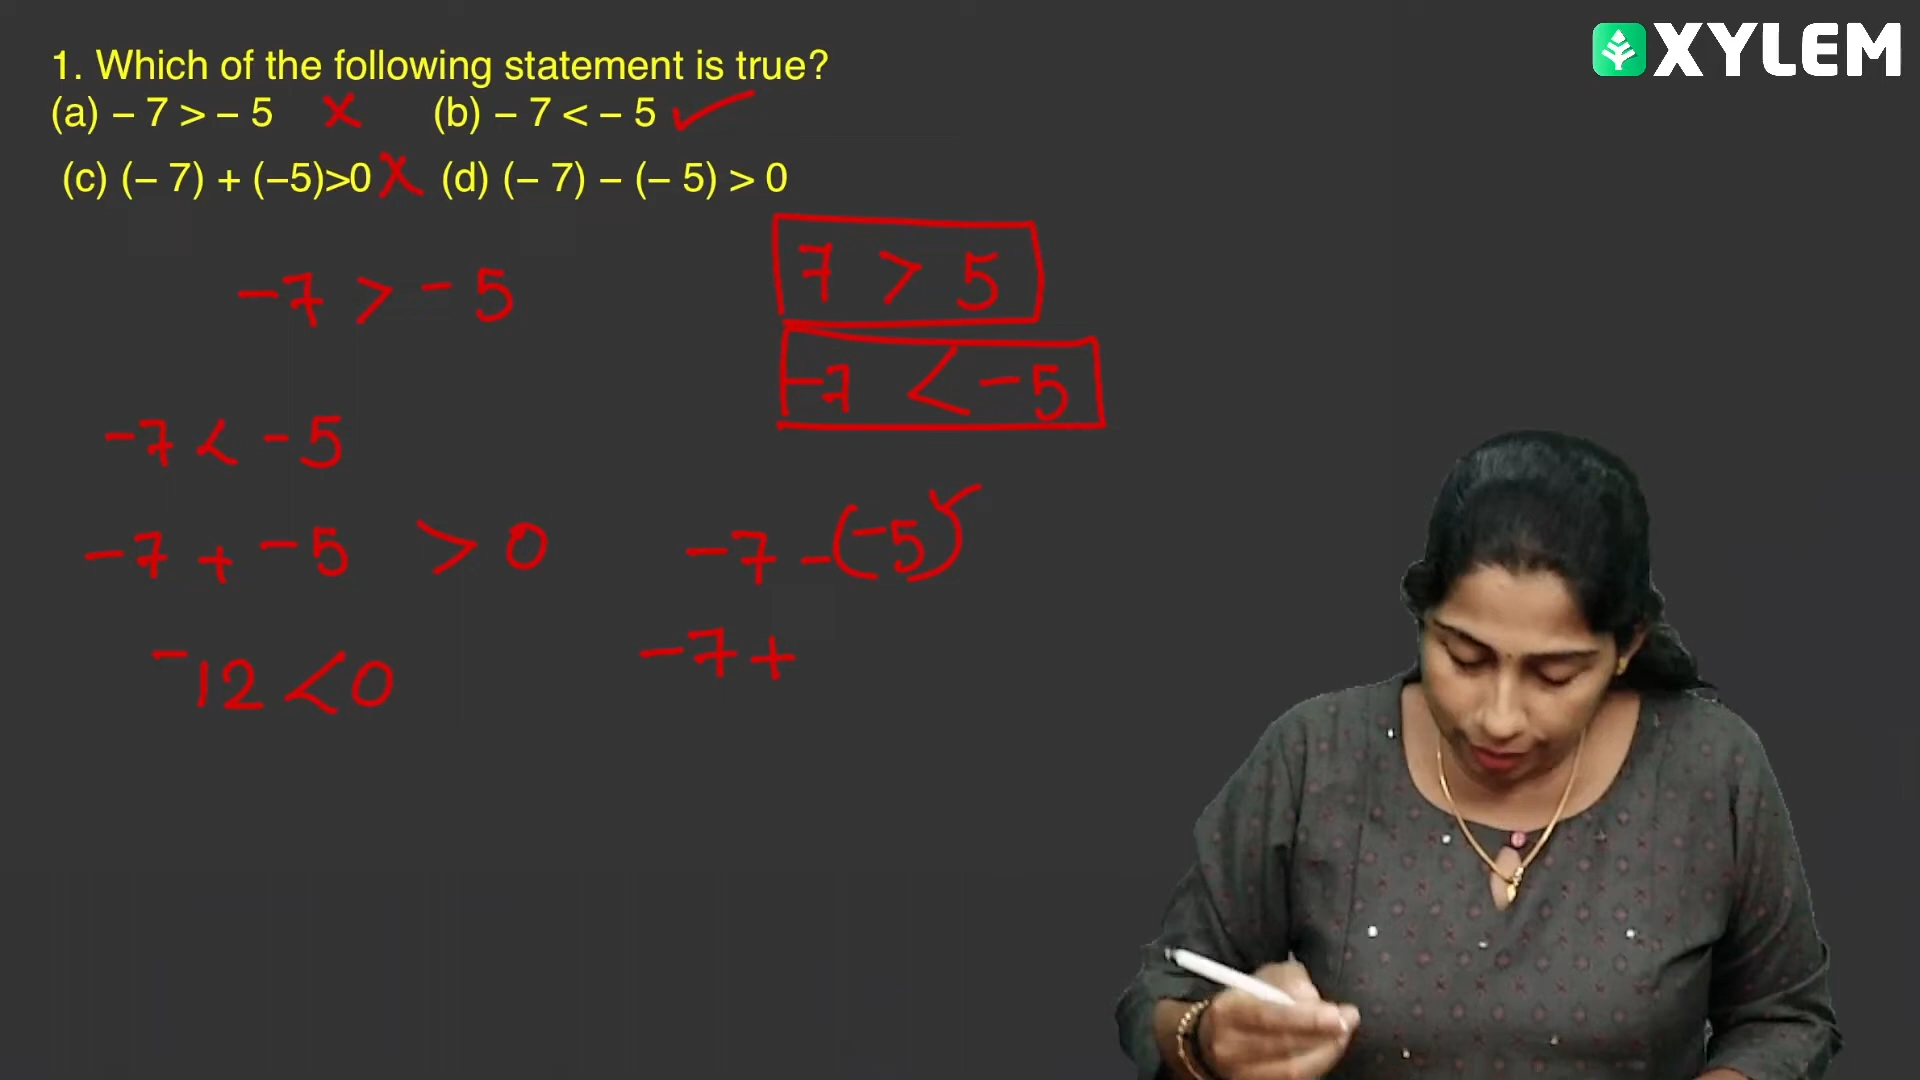 XYLEM
1. Which of the following statement is true?
(a) – 7 > – 5 X (b) – 7 < – 5 ✓
(c) (– 7) + (–5)>0 X (d) (– 7) – (– 5) > 0
-7 > -5
7 > 5
-7 < -5
-7 < -5
-7 + -5 > 0
-7 -(-5)
-7 +
-12 < 0